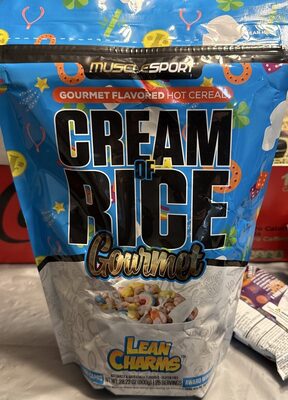 MUSCLESPORT
GOURMET FLAVORED HOT CEREAL
CREAM
OF
RICE
Gourmet
LEAN
CHARMS